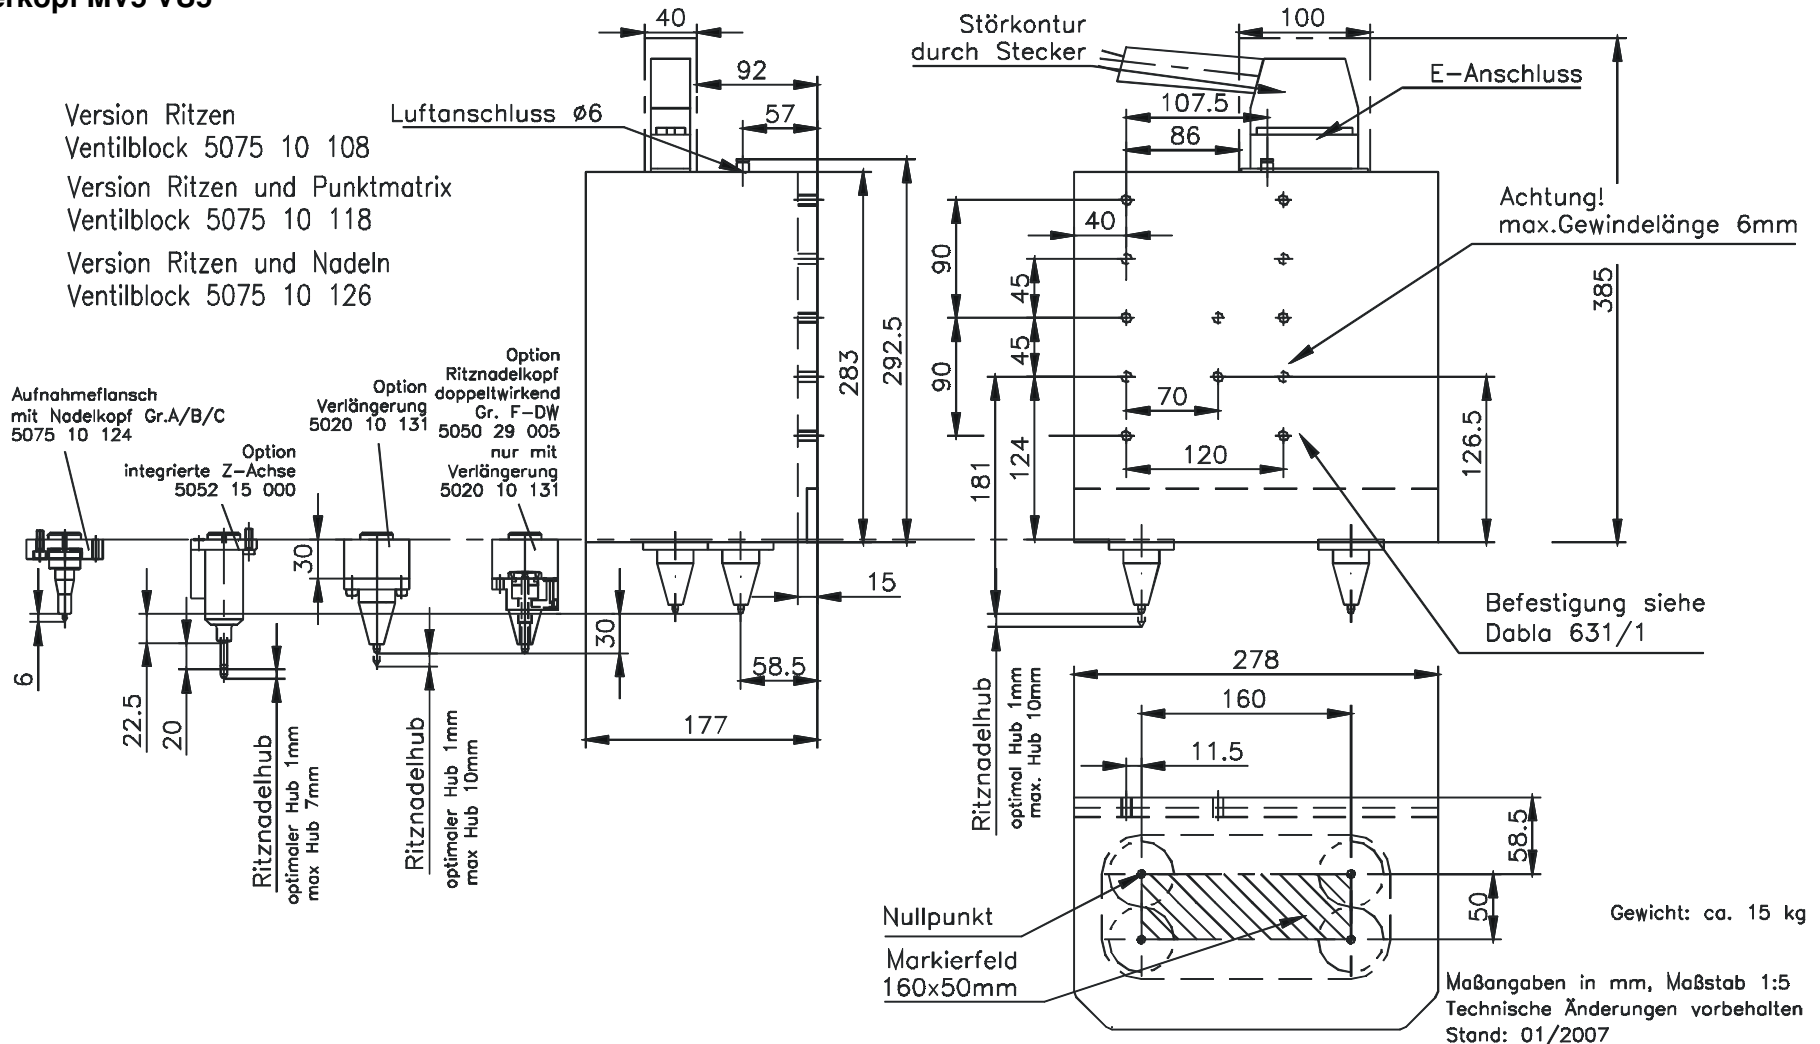 MV5 VU5
Version Ritzen
Ventilblock 5075 10 108
Version Ritzen und Punktmatrix
Ventilblock 5075 10 118
Version Ritzen und Nadeln
Ventilblock 5075 10 126
Luftanschluss ø6
40
92
57
283
292.5
15
30
58.5
177
Aufnahmeflansch
mit Nadelkopf Gr.A/B/C
5075 10 124
Option
integrierte Z-Achse
5052 15 000
Option
Verlängerung
5020 10 131
Option
Ritznadelkopf
doppeltwirkend
Gr. F-DW
5050 29 005
nur mit
Verlängerung
5020 10 131
30
6
22.5
20
Ritznadelhub
optimaler Hub 1mm
max Hub 7mm
Ritznadelhub
optimaler Hub 1mm
max Hub 10mm
Störkontur
durch Stecker
100
E-Anschluss
107.5
86
40
90
45
90
45
70
120
181
124
126.5
385
Achtung!
max.Gewindelänge 6mm
Befestigung siehe
Dabla 631/1
Ritznadelhub
optimal Hub 1mm
max. Hub 10mm
278
160
11.5
58.5
50
Nullpunkt
Markierfeld
160x50mm
Gewicht: ca. 15 kg
Maßangaben in mm, Maßstab 1:5
Technische Änderungen vorbehalten
Stand: 01/2007